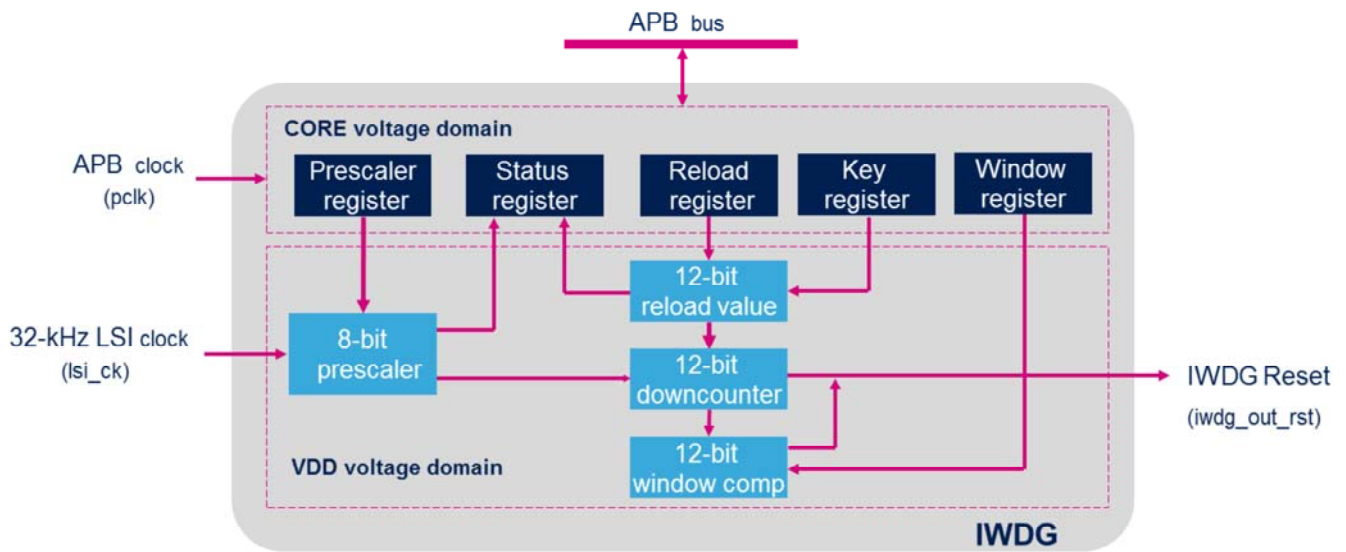 APB bus
CORE voltage domain
APB clock
(pclk)
Prescaler
register
Status
register
Reload
register
Key
register
Window
register
12-bit
reload value
32-kHz LSI clock
(lsi_ck)
8-bit
prescaler
12-bit
downcounter
IWDG Reset
(iwdg_out_rst)
12-bit
window comp
VDD voltage domain
IWDG